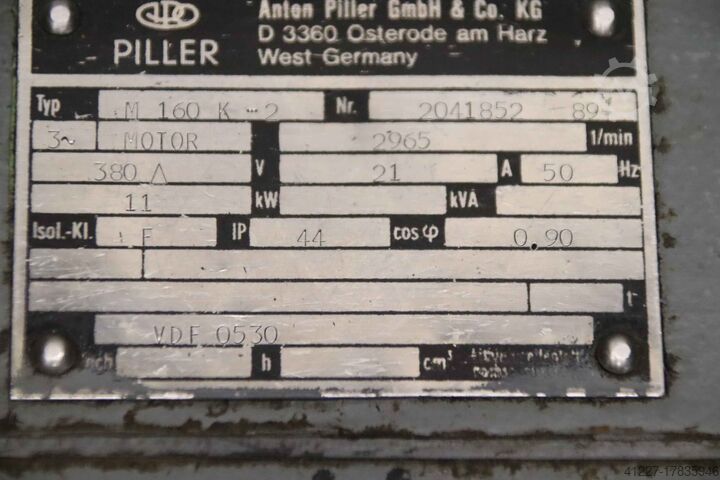 Anton Piller GmbH & Co. KG
PILLER D 3360 Osterode am Harz
West Germany
Typ M 160 K -2 Nr. 2041852 89
3~ MOTOR 2965 1/min
380 Λ V 21 A 50 Hz
11 kW kVA
Isol.-Kl. F IP 44 cos φ 0,90
t
VDE 0530
h cm³
41227-17835946